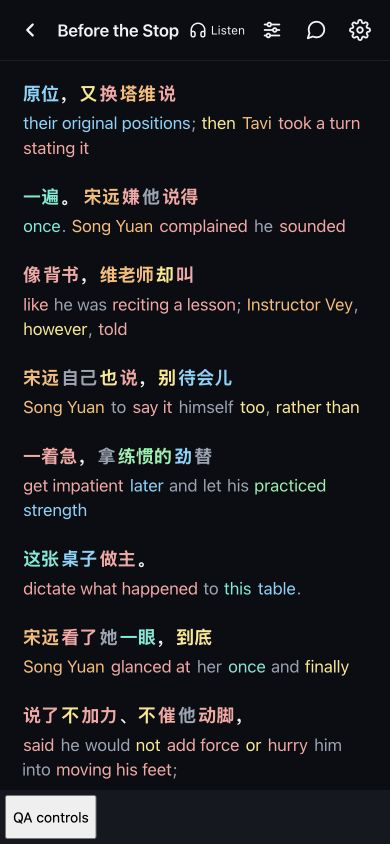 Before the Stop
Listen
原位，又换塔维说
their original positions; then Tavi took a turn
stating it
一遍。宋远嫌他说得
once. Song Yuan complained he sounded
像背书，维老师却叫
like he was reciting a lesson; Instructor Vey,
however, told
宋远自己也说，别待会儿
Song Yuan to say it himself too, rather than
一着急，拿练惯的劲替
get impatient later and let his practiced
strength
这张桌子做主。
dictate what happened to this table.
宋远看了她一眼，到底
Song Yuan glanced at her once and finally
说了不加力、不催他动脚，
said he would not add force or hurry him
into moving his feet;
QA controls